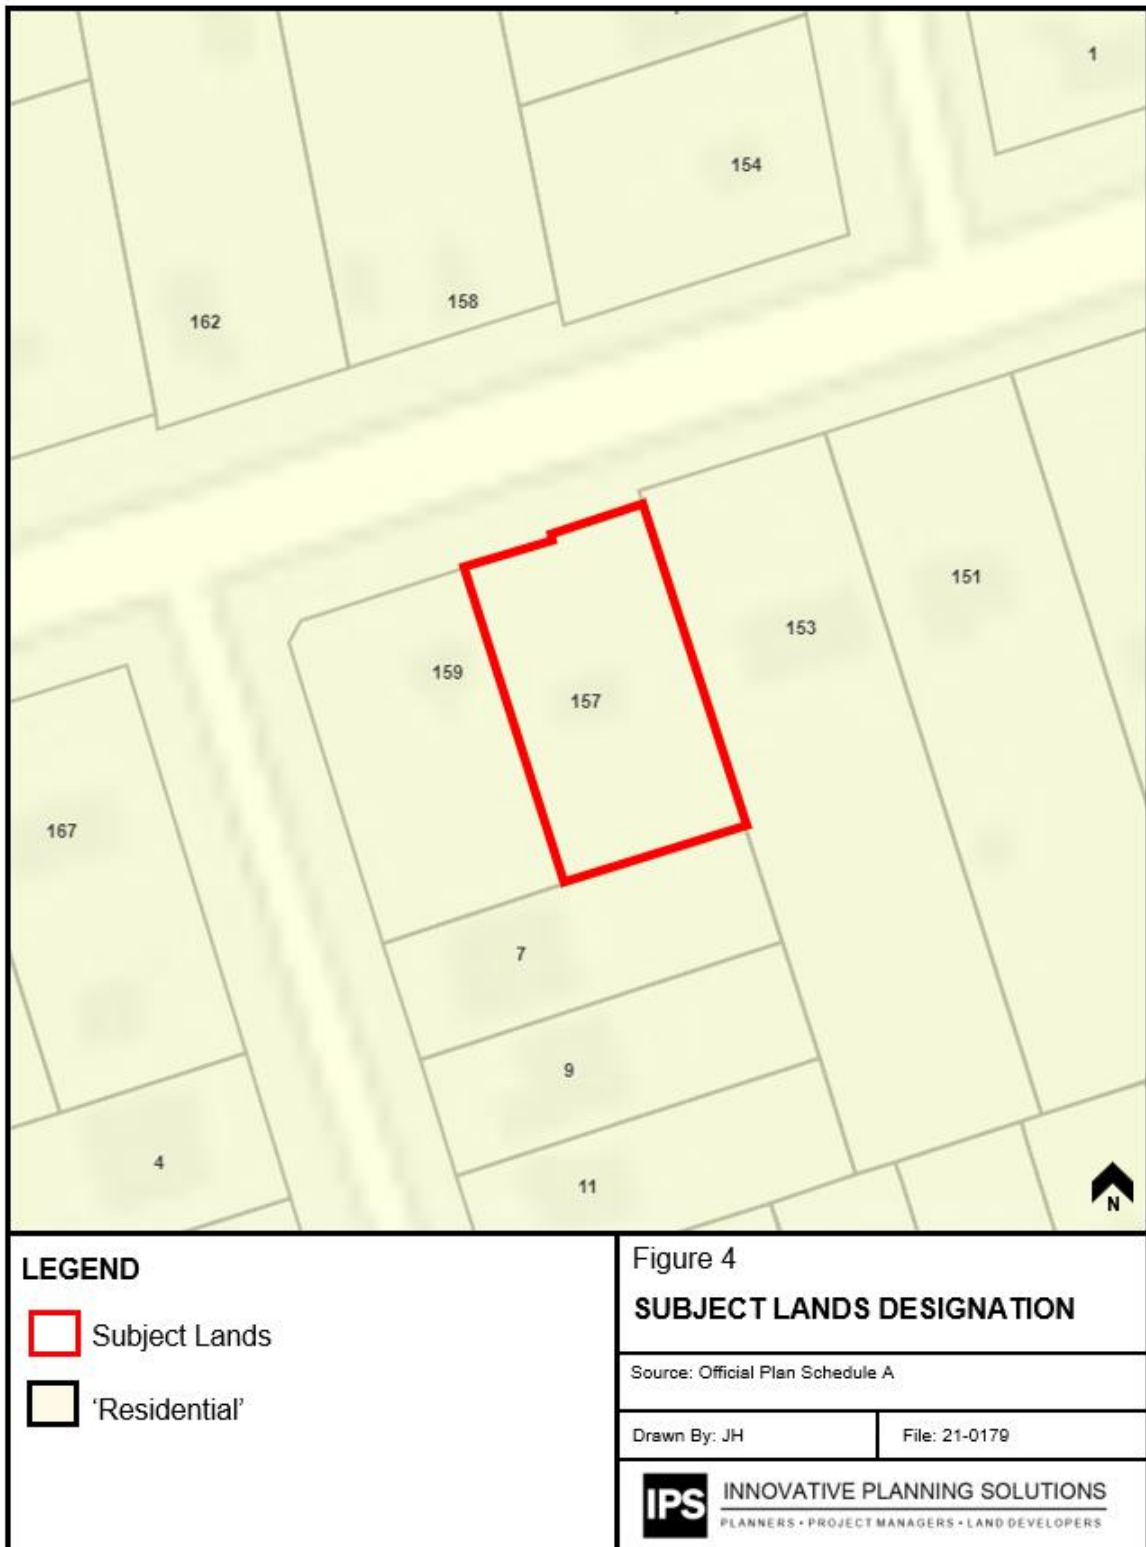 1
154
158
162
151
153
159
157
167
7
9
4
11
N
LEGEND
Subject Lands
'Residential'
Figure 4
SUBJECT LANDS DESIGNATION
Source: Official Plan Schedule A
Drawn By: JH
File: 21-0179
IPS
INNOVATIVE PLANNING SOLUTIONS
PLANNERS • PROJECT MANAGERS • LAND DEVELOPERS